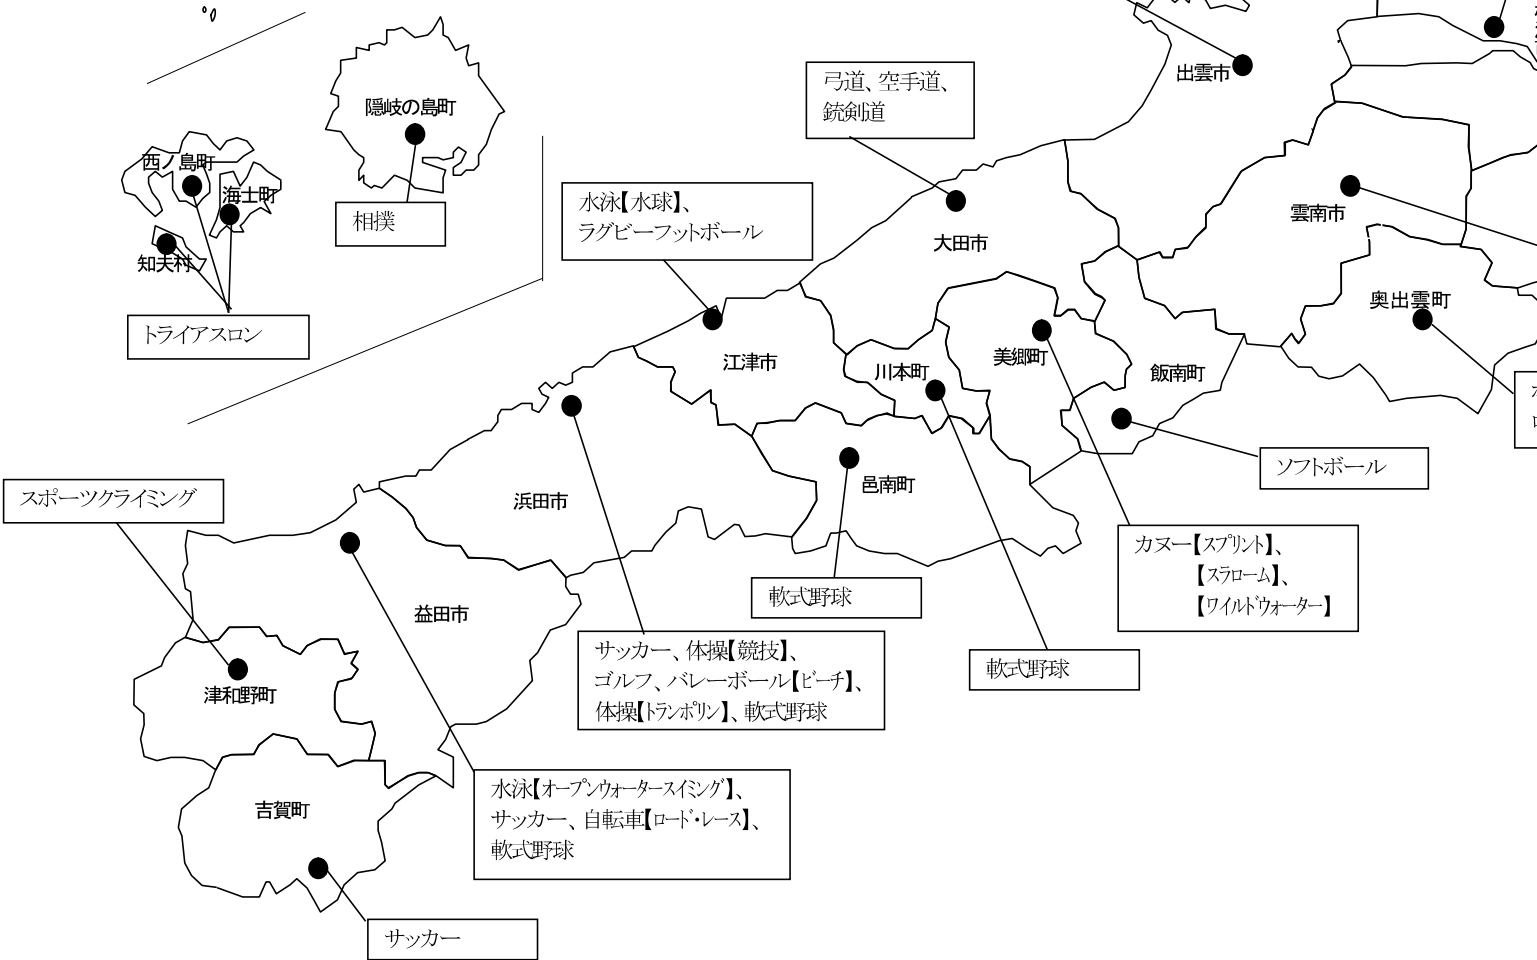 出雲市
弓道、空手道、
銃剣道
隠岐の島町
西ノ島町
海士町
知夫村
相撲
トライアスロン
水泳【水球】、
ラグビーフットボール
大田市
雲南市
奥出雲町
江津市
川本町
美郷町
飯南町
ソフトボール
スポーツクライミング
浜田市
邑南町
カヌー【スプリント】、
【スラローム】、
【ワイルドウォーター】
軟式野球
益田市
サッカー、体操【競技】、
ゴルフ、バレーボール【ビーチ】、
体操【トランポリン】、軟式野球
軟式野球
津和野町
水泳【オープンウォータースイミング】、
サッカー、自転車【ロード・レース】、
軟式野球
吉賀町
サッカー